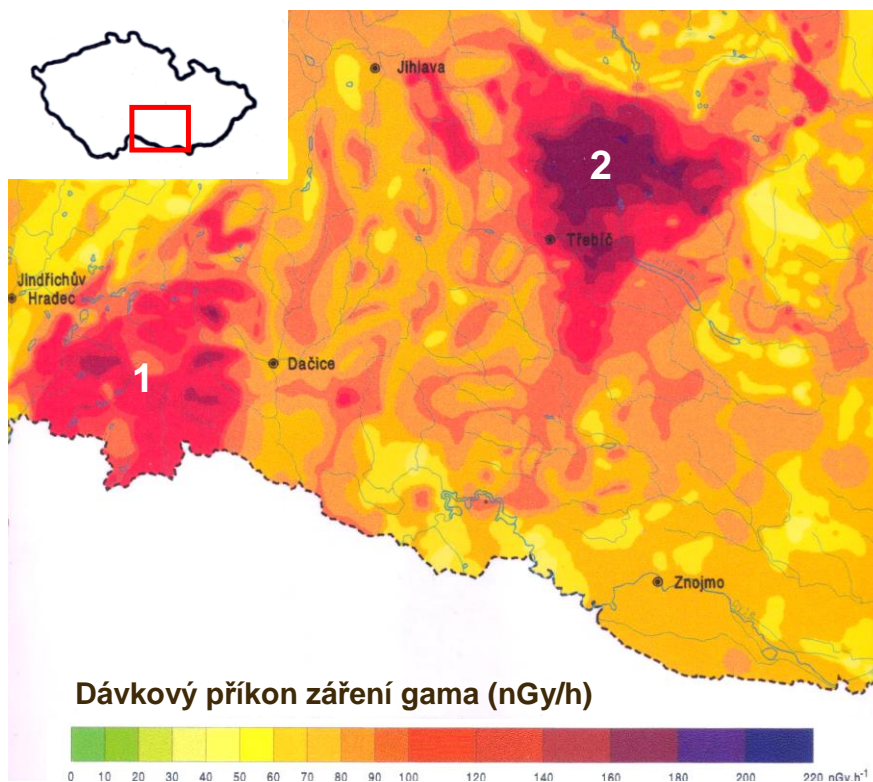 Jihlava
2
Třebíč
Jindřichův
Hradec
1
Dačice
Znojmo
Dávkový příkon záření gama (nGy/h)
0 10 20 30 40 50 60 70 80 90 100 120 140 160 180 200 220 nGy.h⁻¹